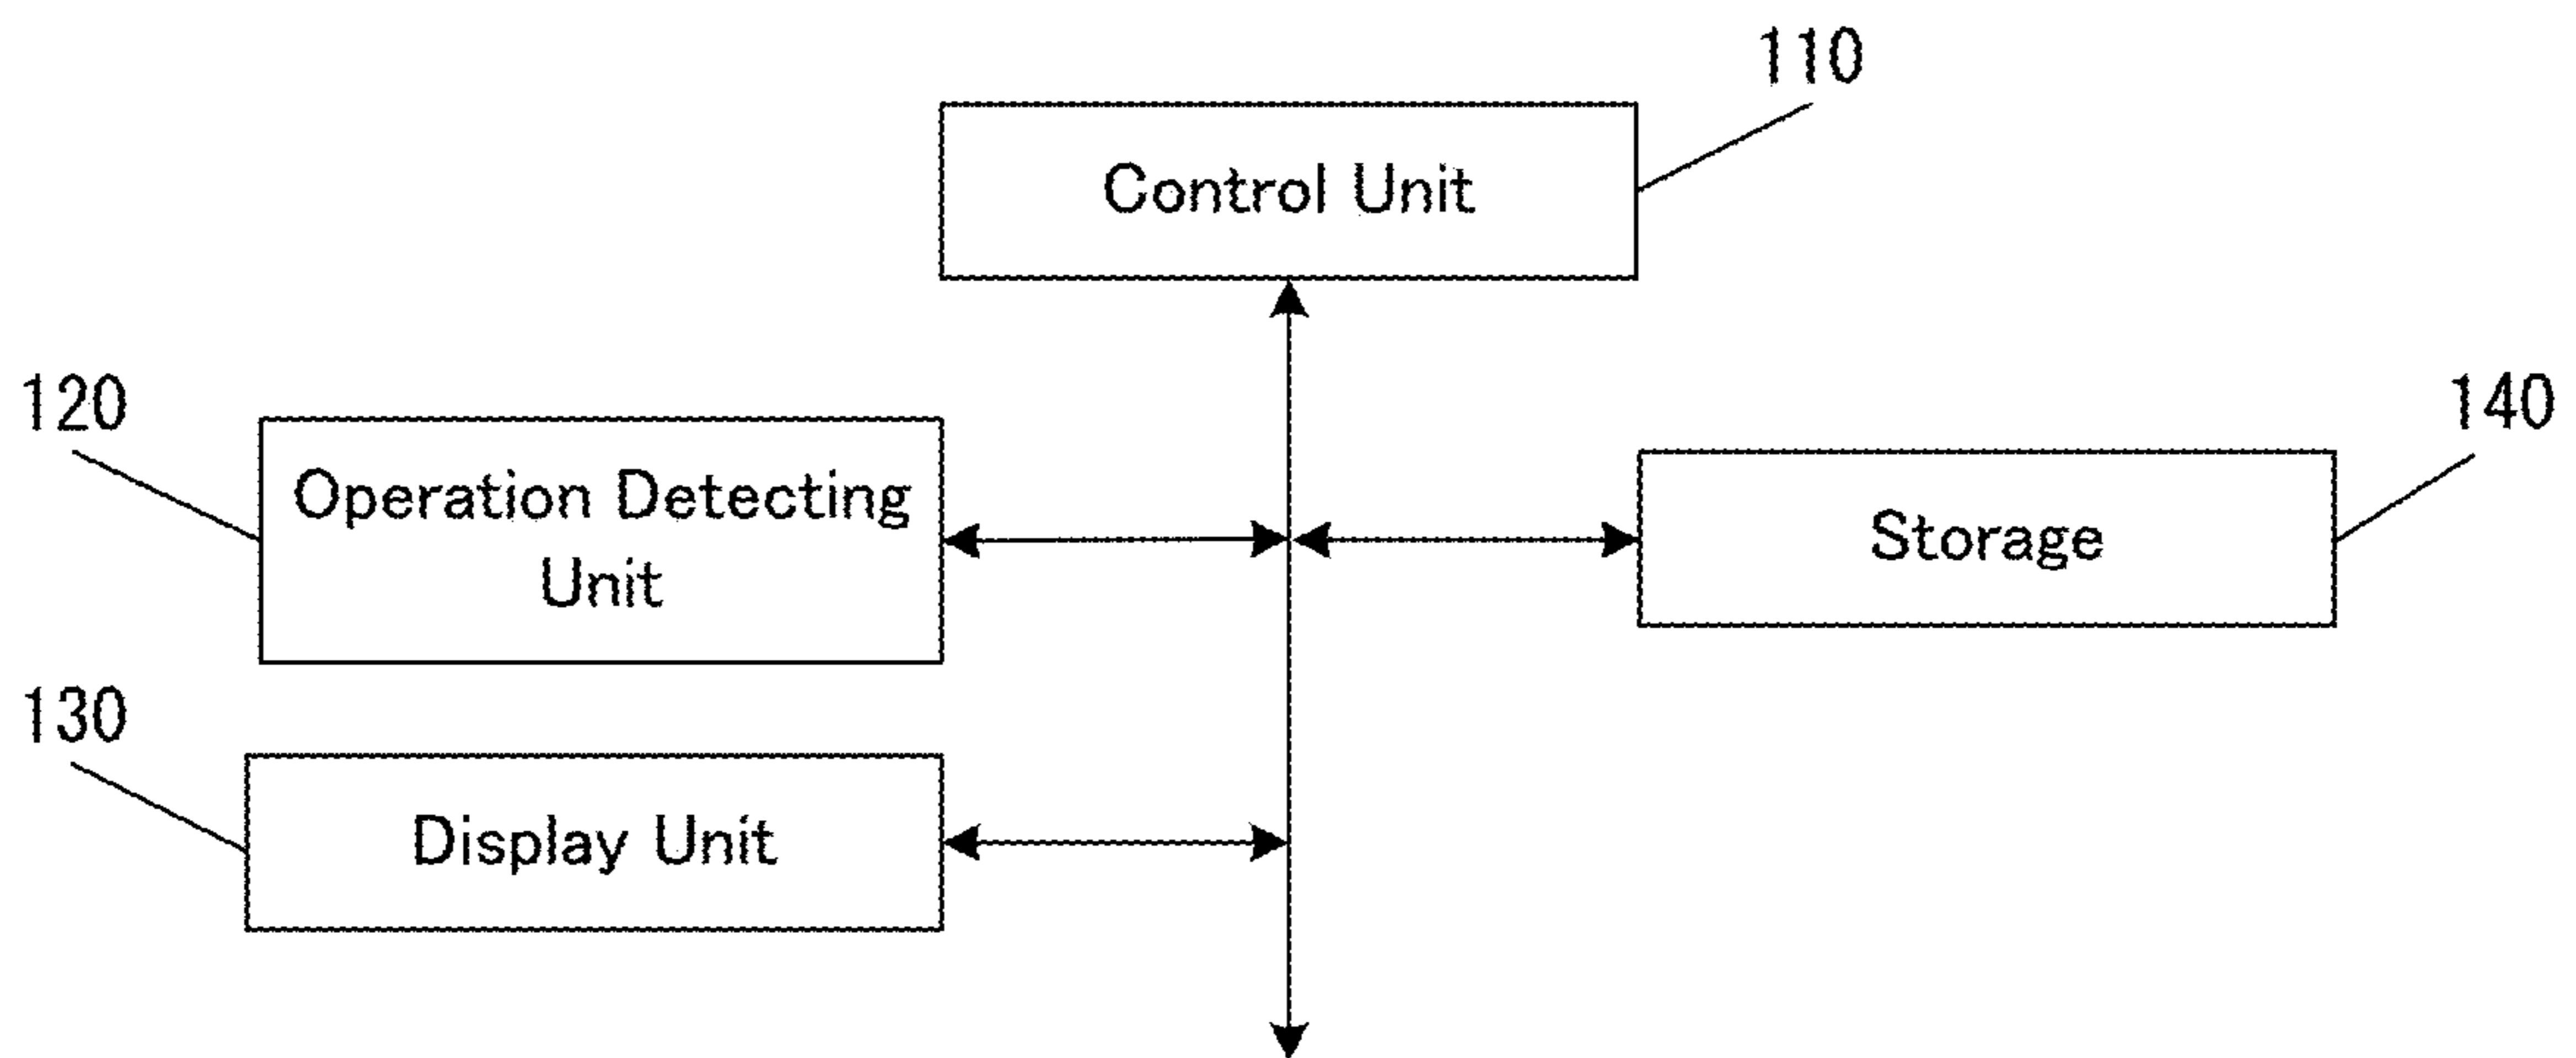 110
Control Unit
120
140
Operation Detecting
Unit
Storage
130
Display Unit